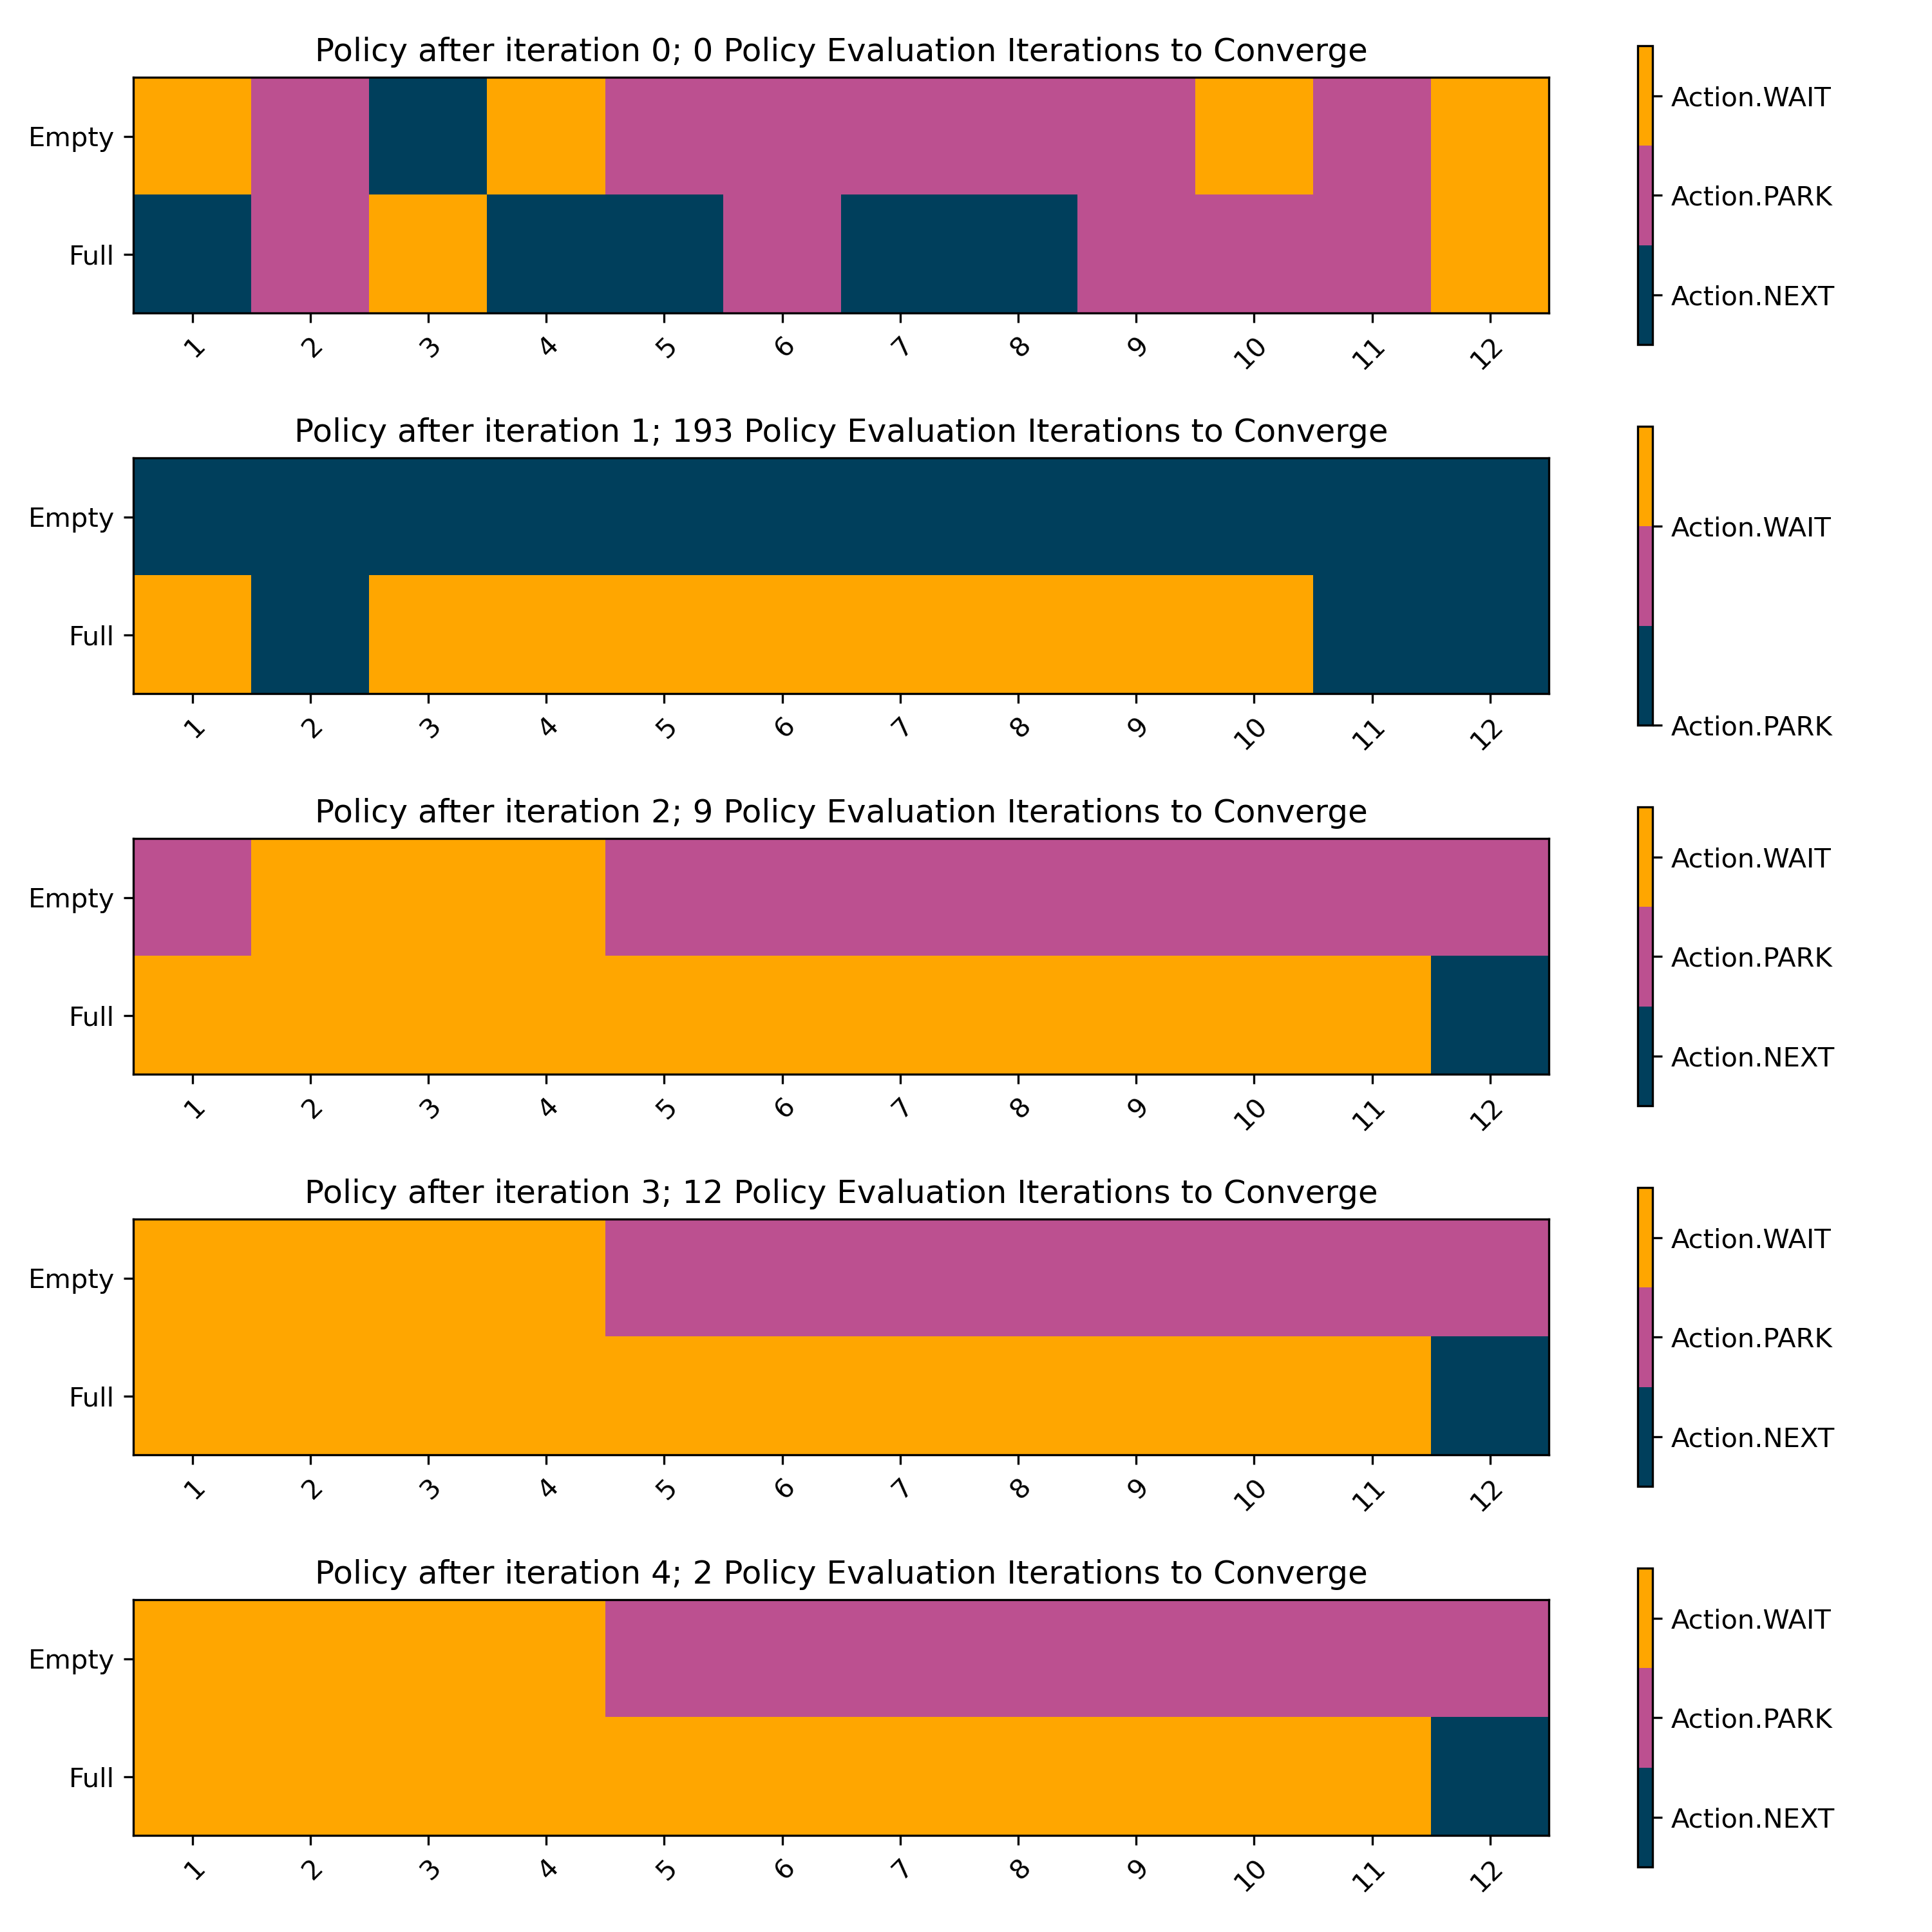 Policy after iteration 0; 0 Policy Evaluation Iterations to Converge
Empty
Full
1 2 3 4 5 6 7 8 9 10 11 12
Action.WAIT
Action.PARK
Action.NEXT
Policy after iteration 1; 193 Policy Evaluation Iterations to Converge
Empty
Full
1 2 3 4 5 6 7 8 9 10 11 12
Action.WAIT
Action.PARK
Policy after iteration 2; 9 Policy Evaluation Iterations to Converge
Empty
Full
1 2 3 4 5 6 7 8 9 10 11 12
Action.WAIT
Action.PARK
Action.NEXT
Policy after iteration 3; 12 Policy Evaluation Iterations to Converge
Empty
Full
1 2 3 4 5 6 7 8 9 10 11 12
Action.WAIT
Action.PARK
Action.NEXT
Policy after iteration 4; 2 Policy Evaluation Iterations to Converge
Empty
Full
1 2 3 4 5 6 7 8 9 10 11 12
Action.WAIT
Action.PARK
Action.NEXT